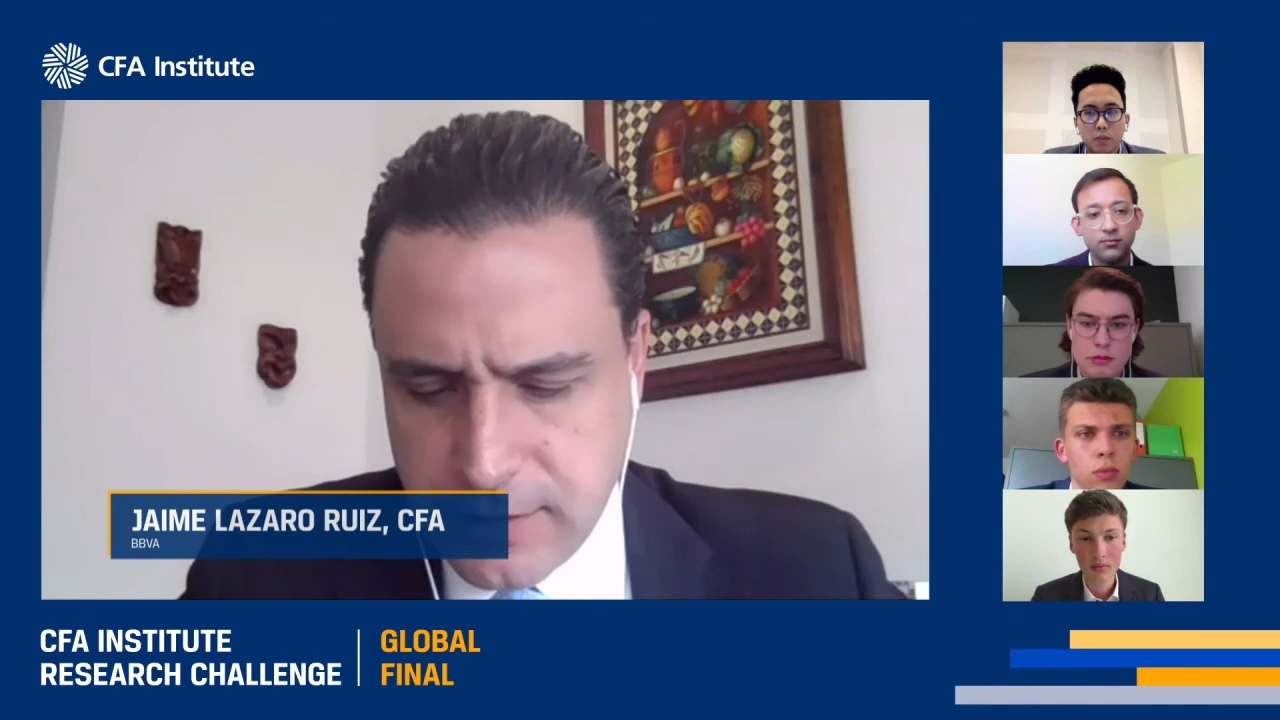 CFA Institute
JAIME LAZARO RUIZ, CFA
BBVA
CFA INSTITUTE
RESEARCH CHALLENGE
GLOBAL
FINAL